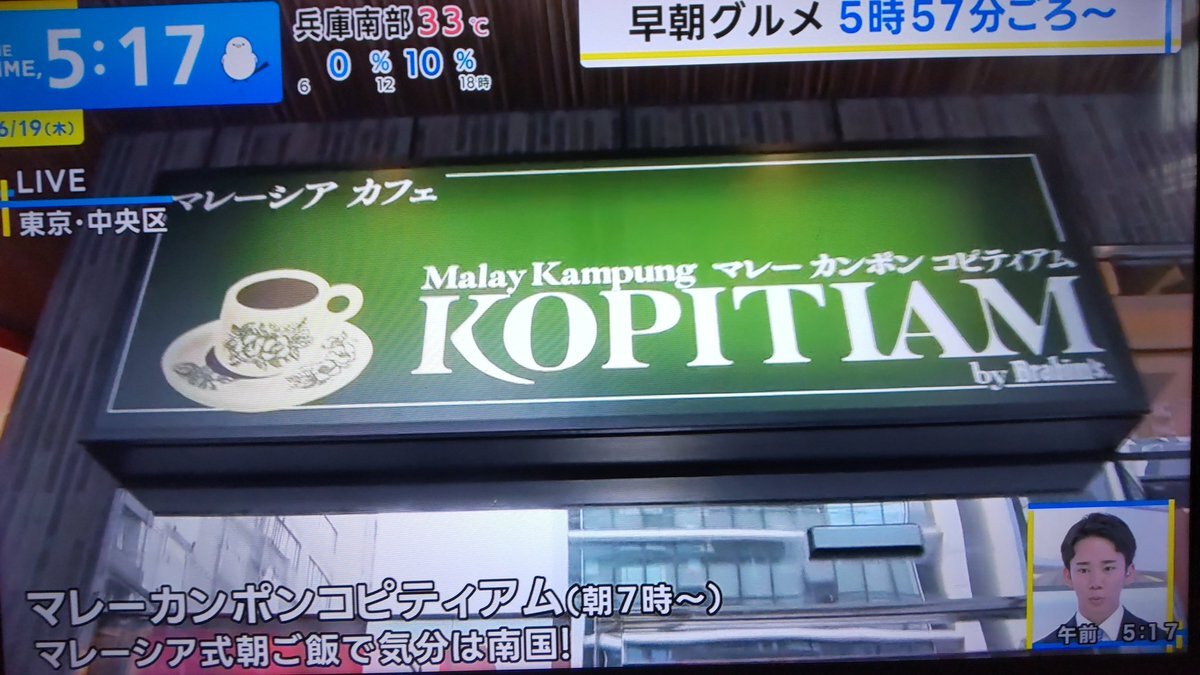 IME, 5:17
兵庫南部 33℃
0% 10%
6 12 18時
早朝グルメ 5時57分ごろ～
6/19(木)
LIVE
東京・中央区
マレーシア カフェ
Malay Kampung マレー カンポン コピティアム
KOPITIAM
by Brahim's
マレーカンポンコピティアム(朝7時～)
マレーシア式朝ご飯で気分は南国!
午前 5:17